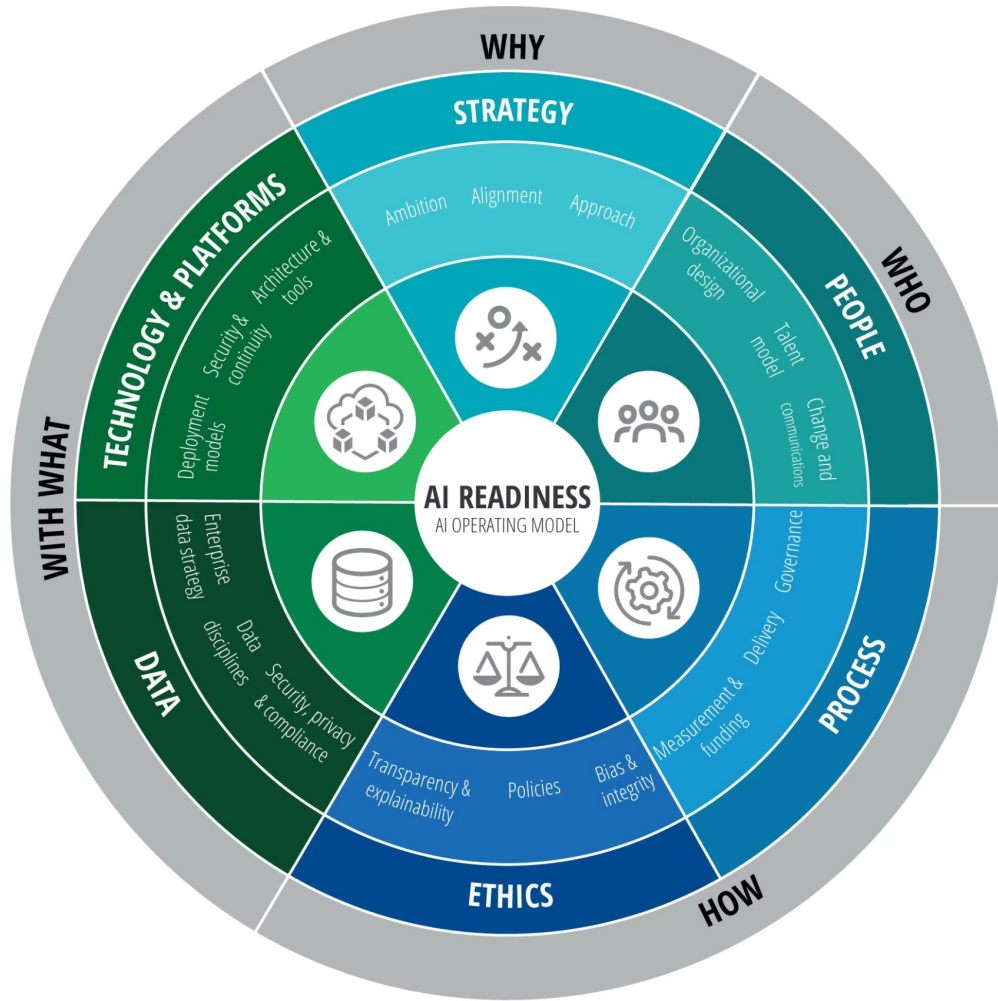 WHY
STRATEGY
Ambition
Alignment
Approach
WHO
PEOPLE
Organizational
design
Talent
model
Change and
communications
HOW
PROCESS
Governance
Delivery
Measurement &
funding
ETHICS
Bias &
integrity
Policies
Transparency &
explainability
WITH WHAT
DATA
Enterprise
data strategy
Data
disciplines
Security, privacy
& compliance
TECHNOLOGY & PLATFORMS
Deployment
models
Security &
continuity
Architecture &
tools
AI READINESS
AI OPERATING MODEL